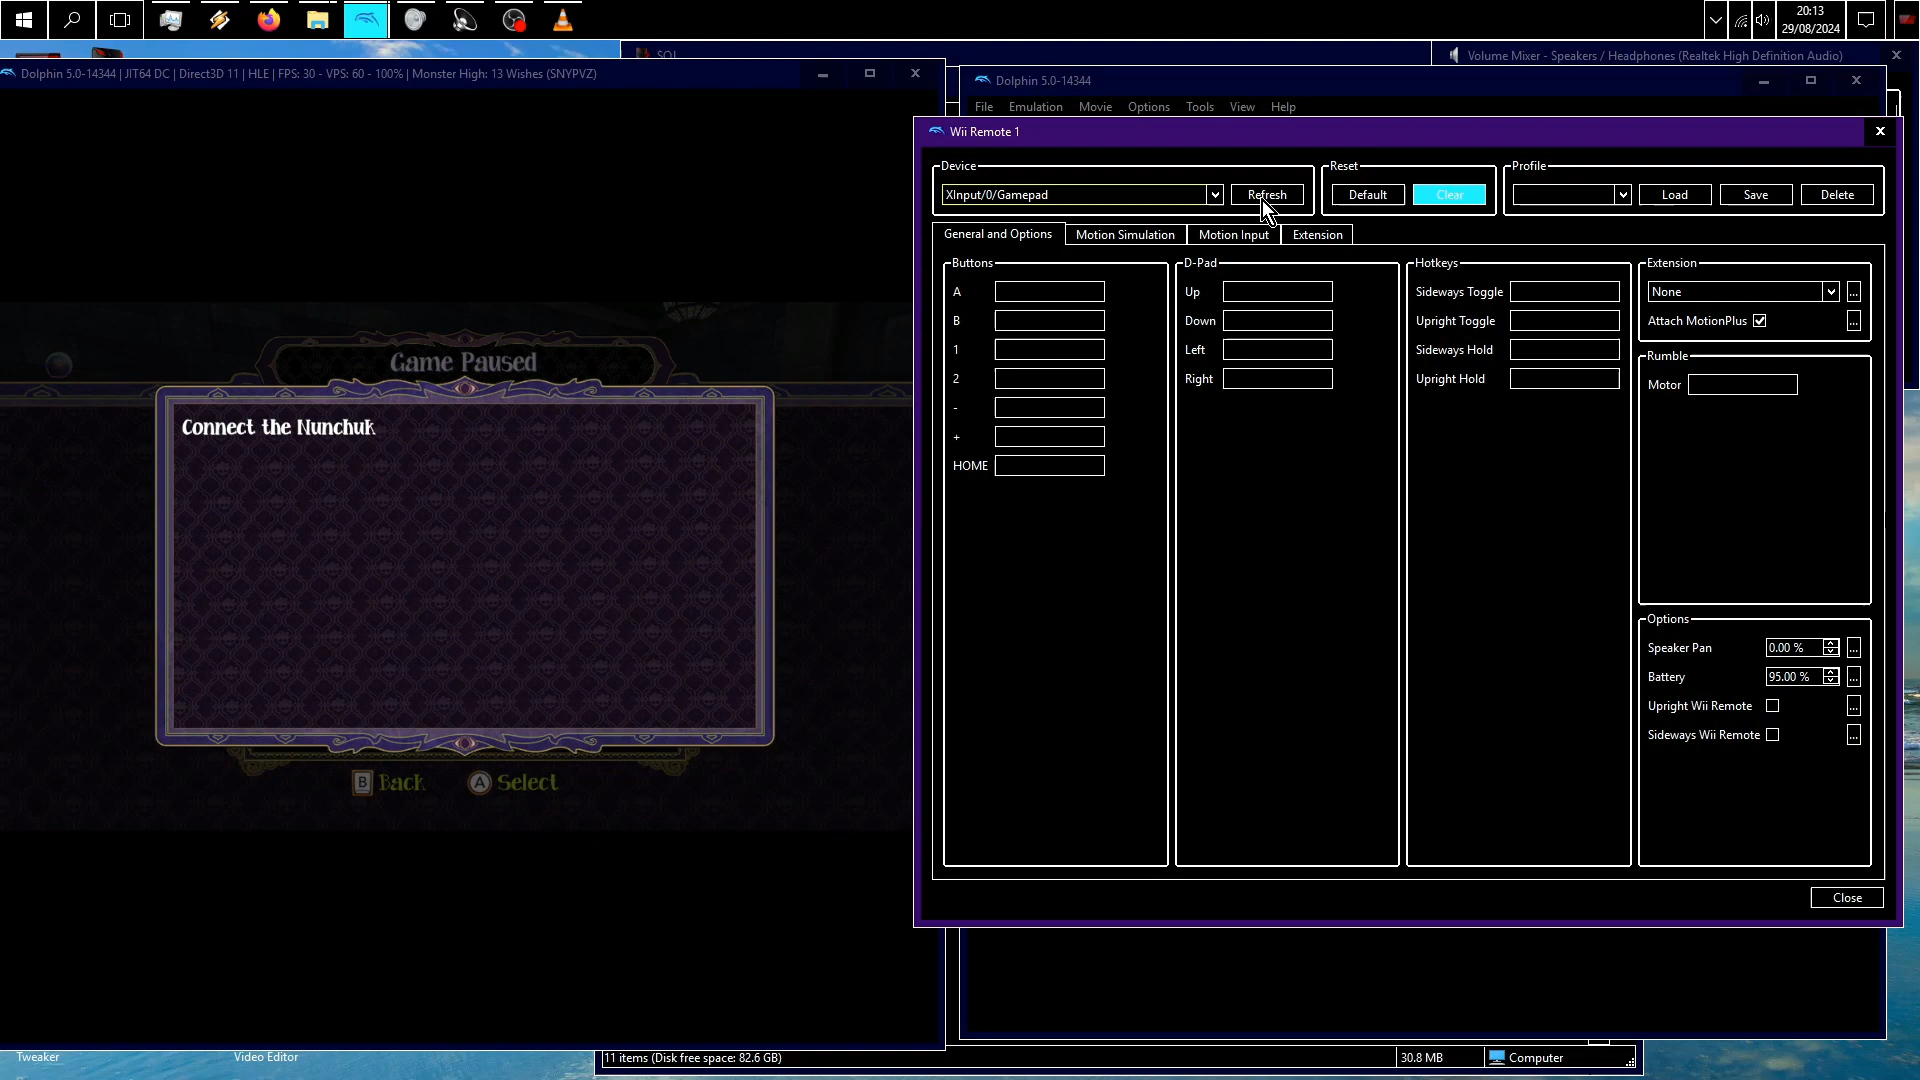 20:13
29/08/2024
SQL
Volume Mixer - Speakers / Headphones (Realtek High Definition Audio)
Dolphin 5.0-14344 | JIT64 DC | Direct3D 11 | HLE | FPS: 30 - VPS: 60 - 100% | Monster High: 13 Wishes (SNYPVZ)
Dolphin 5.0-14344
File Emulation Movie Options Tools View Help
Wii Remote 1
Device Reset Profile
XInput/0/Gamepad Refresh Default Clear Load Save Delete
General and Options Motion Simulation Motion Input Extension
Buttons D-Pad Hotkeys Extension
A Up Sideways Toggle None ...
B Down Upright Toggle Attach MotionPlus ...
1 Left Sideways Hold
Rumble
2 Right Upright Hold Motor
-
+
HOME
Options
Speaker Pan 0.00 % ...
Battery 95.00 % ...
Upright Wii Remote ...
Sideways Wii Remote ...
Close
Game Paused
Connect the Nunchuk
B Back A Select
Tweaker Video Editor
11 items (Disk free space: 82.6 GB) 30.8 MB Computer